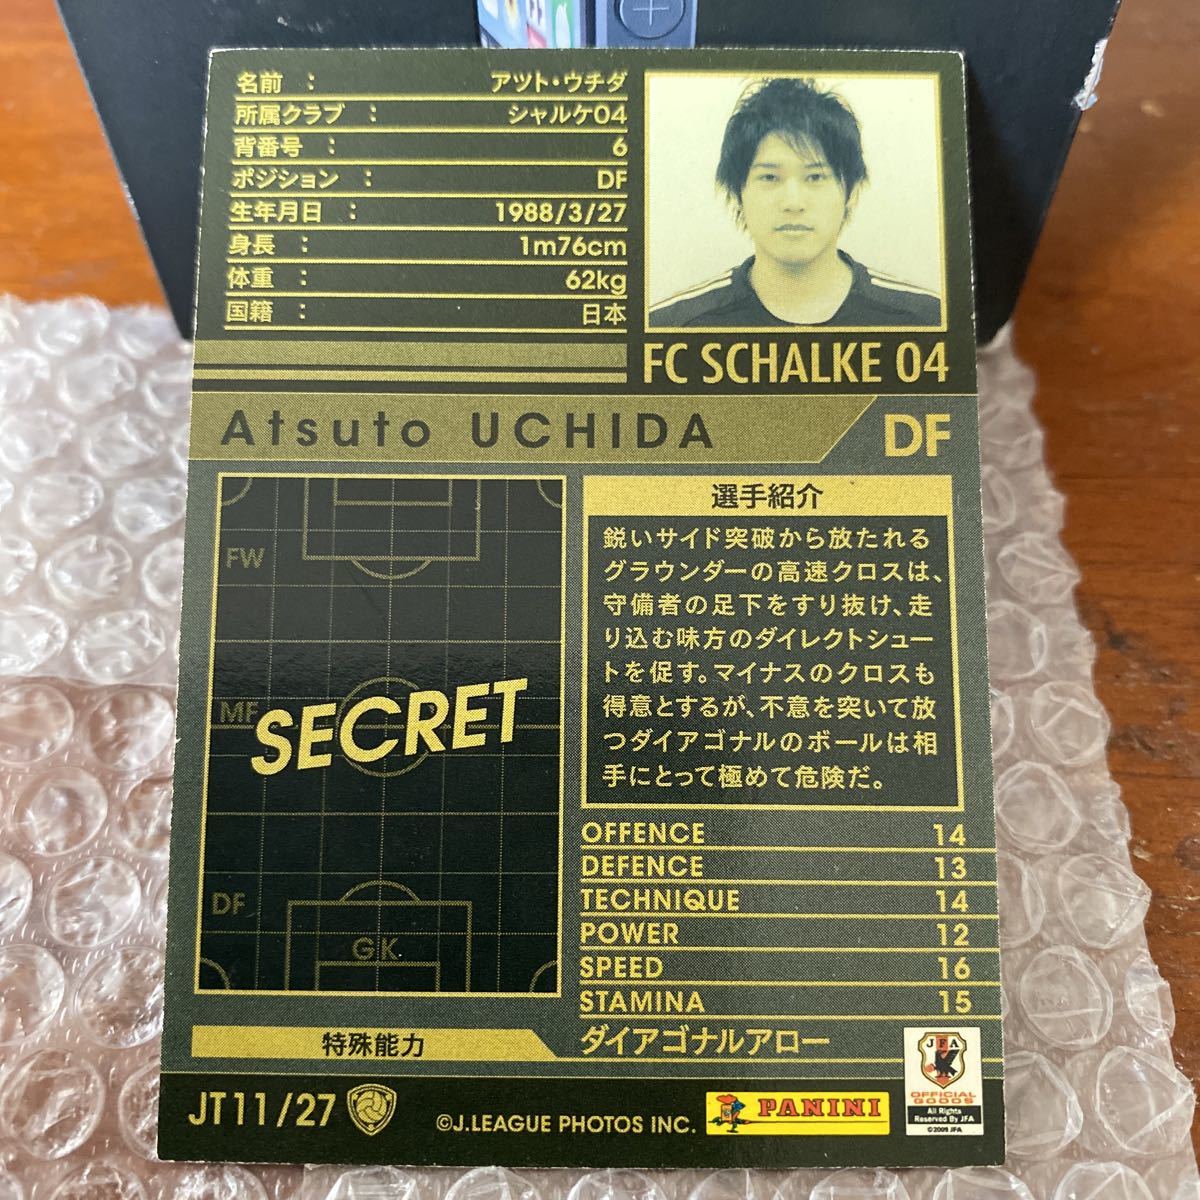 名前 : アツト・ウチダ
所属クラブ : シャルケ04
背番号 : 6
ポジション : DF
生年月日 : 1988/3/27
身長 : 1m76cm
体重 : 62kg
国籍 : 日本
FC SCHALKE 04
Atsuto UCHIDA DF
FW
MF
SECRET
DF
GK
選手紹介
鋭いサイド突破から放たれる
グラウンダーの高速クロスは、
守備者の足下をすり抜け、走
り込む味方のダイレクトシュー
トを促す。マイナスのクロスも
得意とするが、不意を突いて放
つダイアゴナルのボールは相
手にとって極めて危険だ。
OFFENCE 14
DEFENCE 13
TECHNIQUE 14
POWER 12
SPEED 16
STAMINA 15
特殊能力 ダイアゴナルアロー
JT11/27
©J.LEAGUE PHOTOS INC.
PANINI
JFA
OFFICIAL
GOODS
All Rights
Reserved By JFA
©2009 JFA